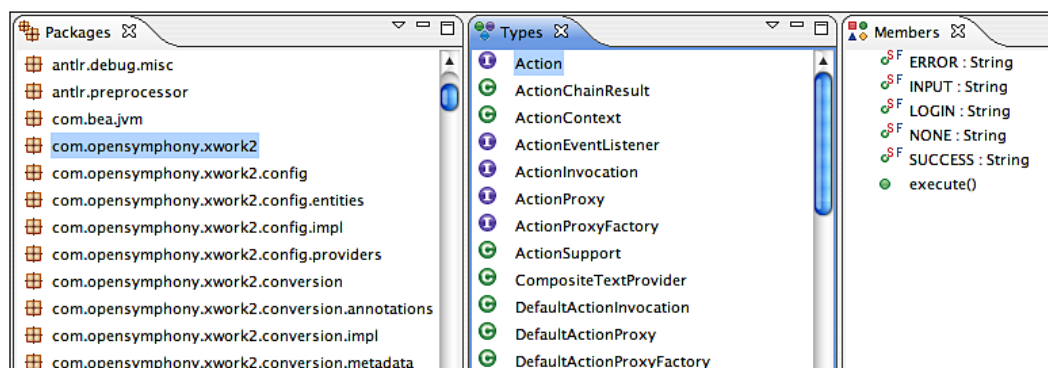 Packages
antlr.debug.misc
antlr.preprocessor
com.bea.jvm
com.opensymphony.xwork2
com.opensymphony.xwork2.config
com.opensymphony.xwork2.config.entities
com.opensymphony.xwork2.config.impl
com.opensymphony.xwork2.config.providers
com.opensymphony.xwork2.conversion
com.opensymphony.xwork2.conversion.annotations
com.opensymphony.xwork2.conversion.impl
com.opensymphony.xwork2.conversion.metadata
Types
I Action
C ActionChainResult
C ActionContext
I ActionEventListener
I ActionInvocation
I ActionProxy
I ActionProxyFactory
C ActionSupport
C CompositeTextProvider
C DefaultActionInvocation
C DefaultActionProxy
C DefaultActionProxyFactory
Members
S F ERROR : String
S F INPUT : String
S F LOGIN : String
S F NONE : String
S F SUCCESS : String
execute()